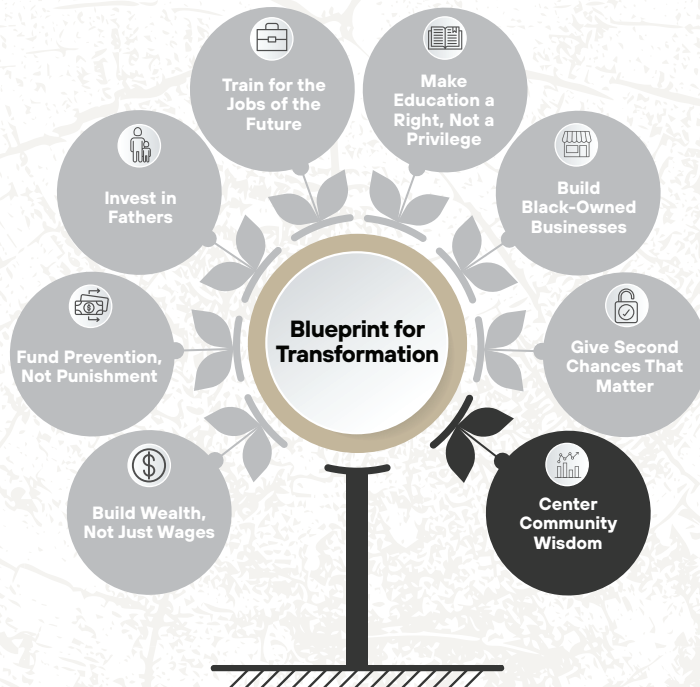 Train for the
Jobs of the
Future
Make
Education a
Right, Not a
Privilege
Invest in
Fathers
Build
Black-Owned
Businesses
Fund Prevention,
Not Punishment
Blueprint for
Transformation
Give Second
Chances That
Matter
Build Wealth,
Not Just Wages
Center
Community
Wisdom